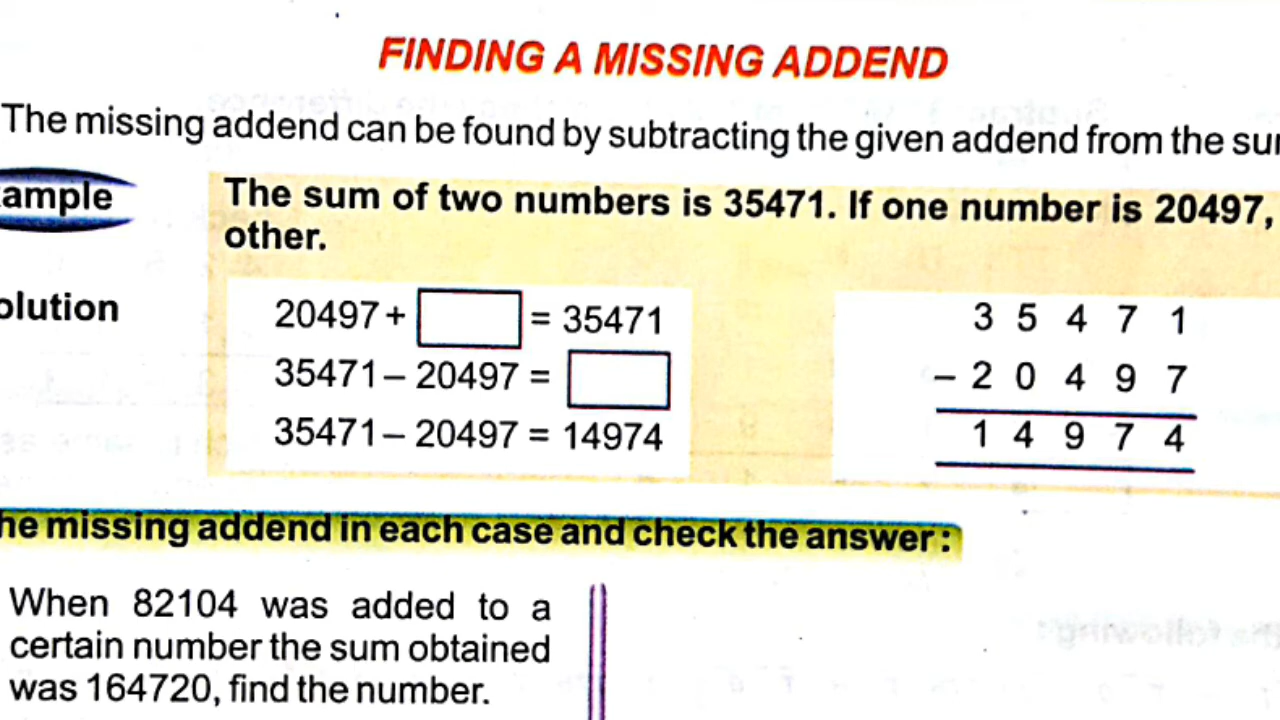 FINDING A MISSING ADDEND
The missing addend can be found by subtracting the given addend from the
ample
The sum of two numbers is 35471. If one number is 20497,
other.
olution
20497 + = 35471
35471 – 20497 =
35471 – 20497 = 14974
3 5 4 7 1
– 2 0 4 9 7
1 4 9 7 4
he missing addend in each case and check the answer :
When 82104 was added to a
certain number the sum obtained
was 164720, find the number.